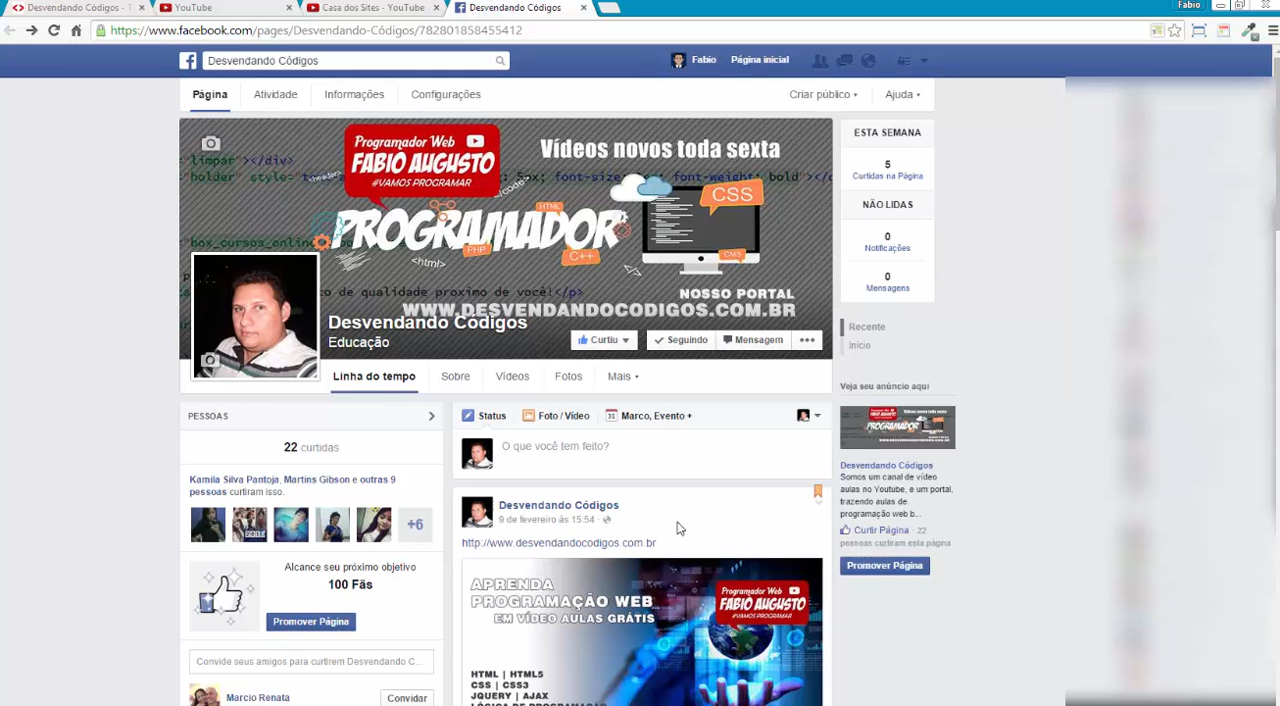 Desvendando Códigos - T
YouTube
Casa dos Sites - YouTube
Desvendando Códigos
Fabio
https://www.facebook.com/pages/Desvendando-Códigos/782801858455412
Desvendando Códigos
Fabio
Página inicial
Página
Atividade
Informações
Configurações
Criar público
Ajuda
Programador Web
FABIO AUGUSTO
#VAMOS PROGRAMAR
Vídeos novos toda sexta
PROGRAMADOR
HTML
PHP
C++
<html>
CSS
CMS
NOSSO PORTAL
WWW.DESVENDANDOCODIGOS.COM.BR
Desvendando Códigos
Educação
Curtiu
Seguindo
Mensagem
Linha do tempo
Sobre
Vídeos
Fotos
Mais
ESTA SEMANA
5
Curtidas na Página
NÃO LIDAS
0
Notificações
0
Mensagens
Recente
Início
PESSOAS
22 curtidas
Kamila Silva Pantoja, Martins Gibson e outras 9
pessoas curtiram isso.
+6
Alcance seu próximo objetivo
100 Fãs
Promover Página
Convide seus amigos para curtirem Desvendando C...
Marcio Renata
Convidar
Status
Foto / Vídeo
31 Marco, Evento +
O que você tem feito?
Desvendando Códigos
9 de fevereiro às 15:54
http://www.desvendandocodigos.com.br
APRENDA
PROGRAMAÇÃO WEB
EM VÍDEO AULAS GRÁTIS
Programador Web
FABIO AUGUSTO
#VAMOS PROGRAMAR
HTML | HTML5
CSS | CSS3
JQUERY | AJAX
Veja seu anúncio aqui
Desvendando Códigos
Somos um canal de vídeo
aulas no Youtube, e um portal,
trazendo aulas de
programação web b...
Curtir Página · 22
pessoas curtiram esta página
Promover Página